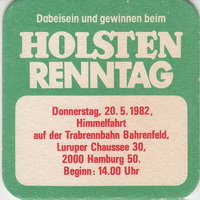 Dabeisein und gewinnen beim
HOLSTEN
RENNTAG
Donnerstag, 20.5.1982,
Himmelfahrt
auf der Trabrennbahn Bahrenfeld,
Luruper Chaussee 30,
2000 Hamburg 50.
Beginn: 14.00 Uhr